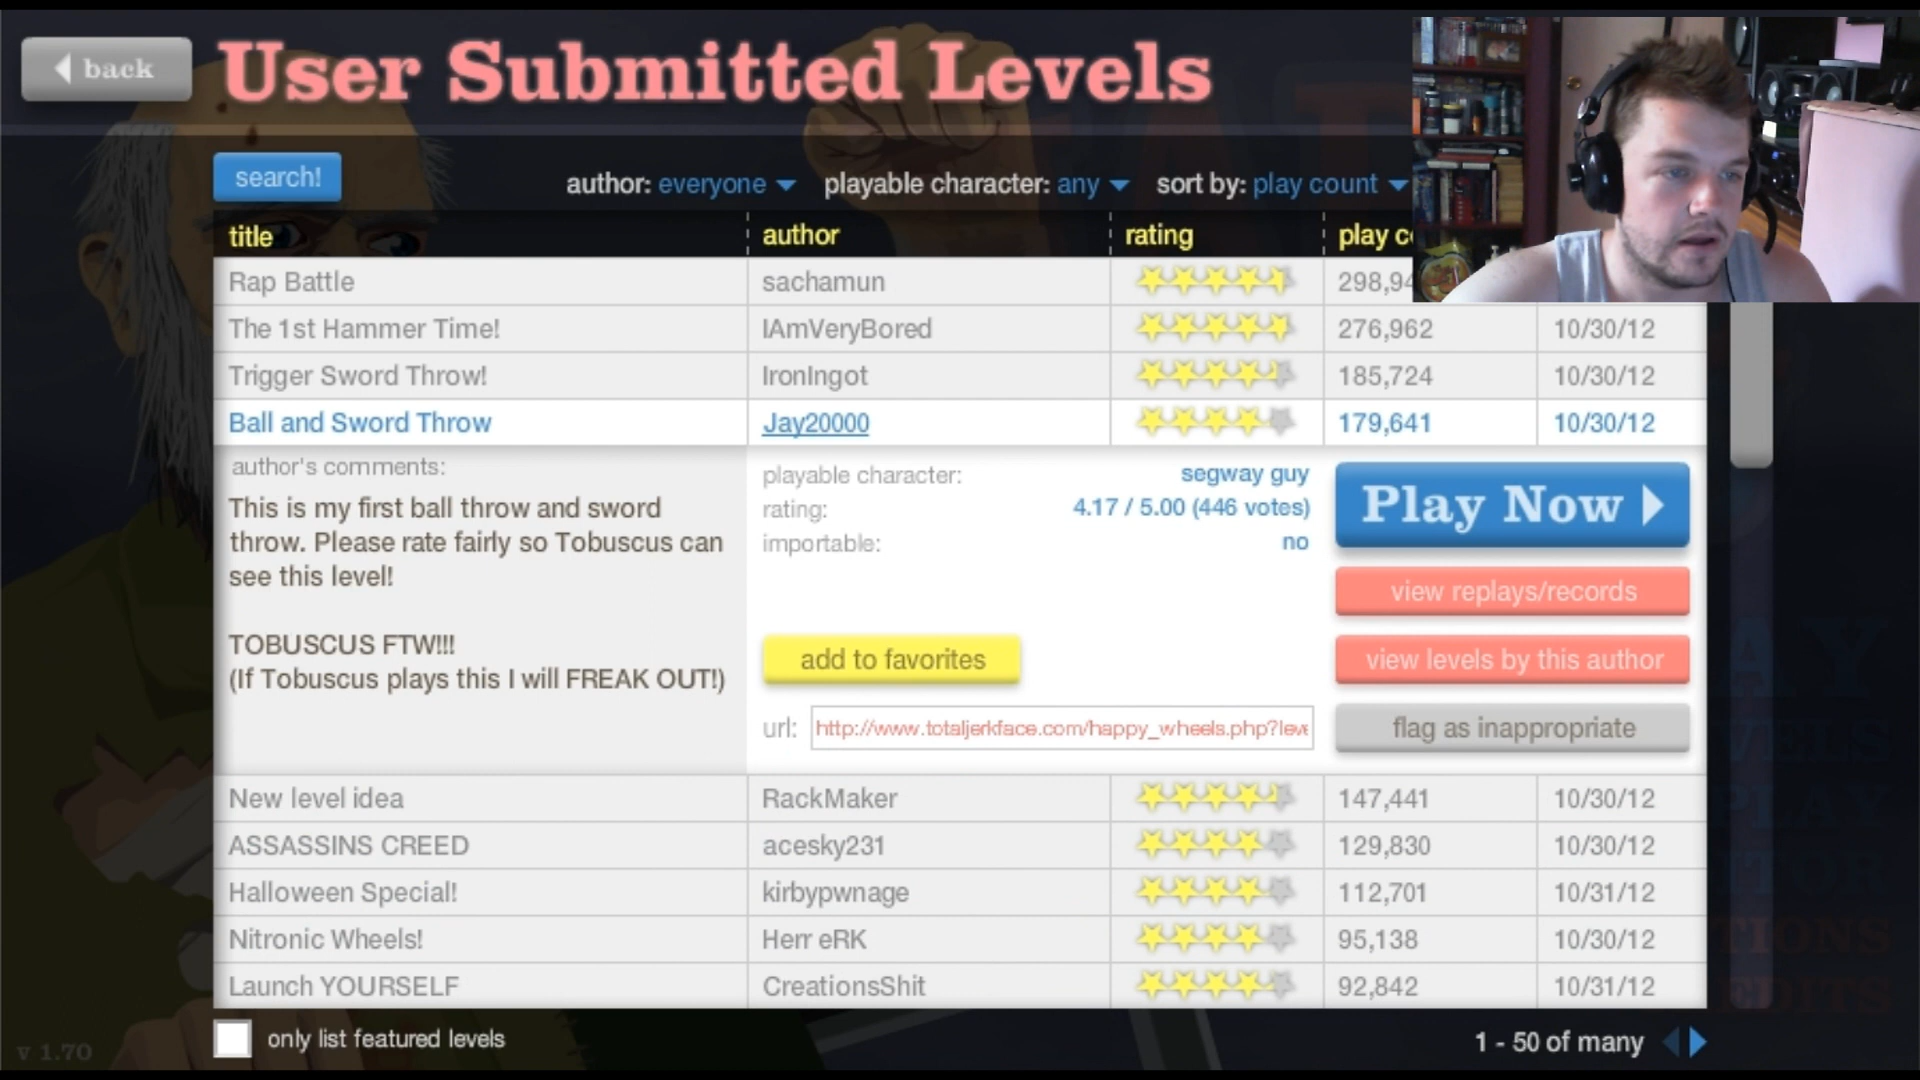 back
User Submitted Levels
search!
author: everyone
playable character: any
sort by: play count
title author rating
Rap Battle sachamun
The 1st Hammer Time! IAmVeryBored 276,962 10/30/12
Trigger Sword Throw! IronIngot 185,724 10/30/12
Ball and Sword Throw Jay20000 179,641 10/30/12
author's comments:
This is my first ball throw and sword
throw. Please rate fairly so Tobuscus can
see this level!
TOBUSCUS FTW!!!
(If Tobuscus plays this I will FREAK OUT!)
playable character: segway guy
rating: 4.17 / 5.00 (446 votes)
importable: no
add to favorites
url: http://www.totaljerkface.com/happy_wheels.php?leve
Play Now
view replays/records
view levels by this author
flag as inappropriate
New level idea RackMaker 147,441 10/30/12
ASSASSINS CREED acesky231 129,830 10/30/12
Halloween Special! kirbypwnage 112,701 10/31/12
Nitronic Wheels! Herr eRK 95,138 10/30/12
Launch YOURSELF CreationsShit 92,842 10/31/12
only list featured levels
1 - 50 of many
v 1.70